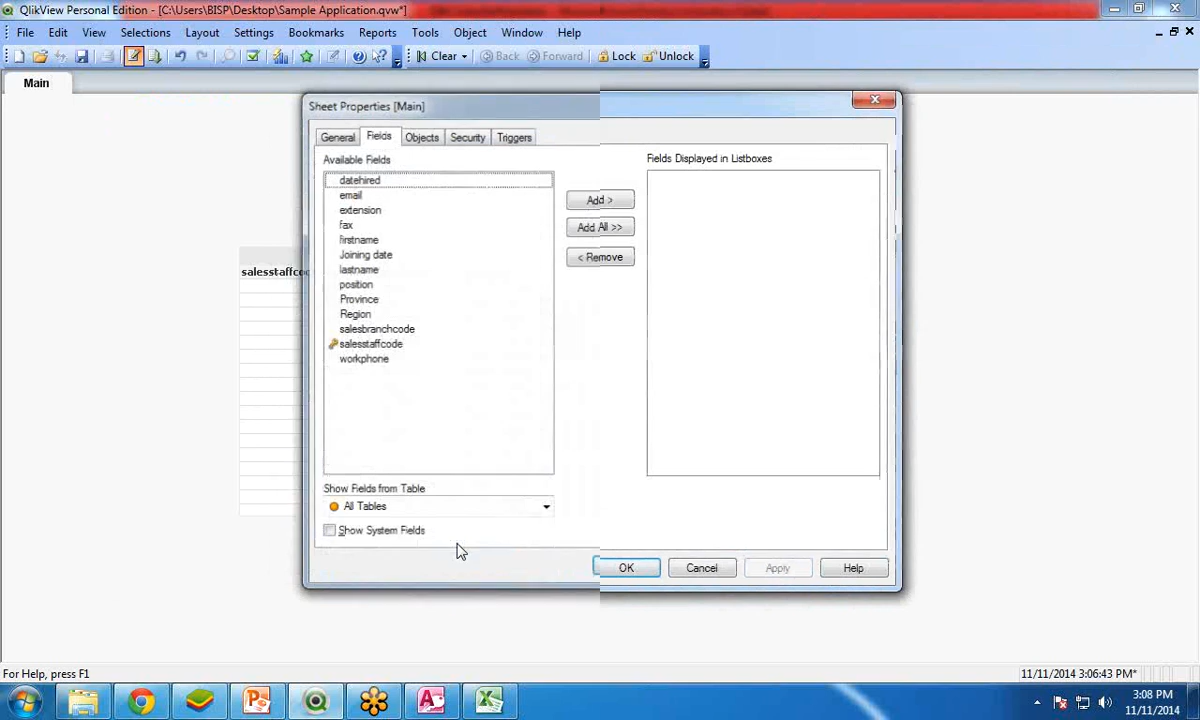 QlikView Personal Edition - [C:\Users\BISP\Desktop\Sample Application.qvw*]
File Edit View Selections Layout Settings Bookmarks Reports Tools Object Window Help
Clear Back Forward Lock Unlock
Main
Sheet Properties [Main]
General Fields Objects Security Triggers
Available Fields
Fields Displayed in Listboxes
datehired
email
extension
fax
firstname
Joining date
lastname
position
Province
Region
salesbranchcode
salesstaffcode
workphone
Add >
Add All >>
< Remove
salesstaffco
Show Fields from Table
All Tables
Show System Fields
OK Cancel Apply Help
For Help, press F1
11/11/2014 3:06:43 PM*
3:08 PM
11/11/2014